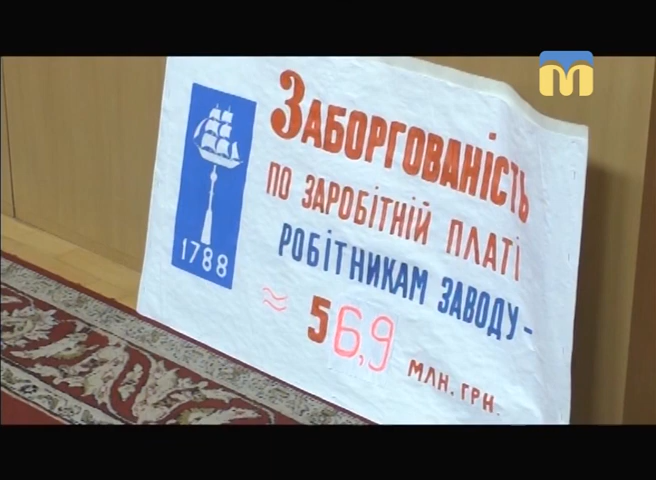 1788
ЗАБОРГОВАНІСТЬ
ПО ЗАРОБІТНІЙ ПЛАТІ
РОБІТНИКАМ ЗАВОДУ -
≈ 56,9 МЛН. ГРН.